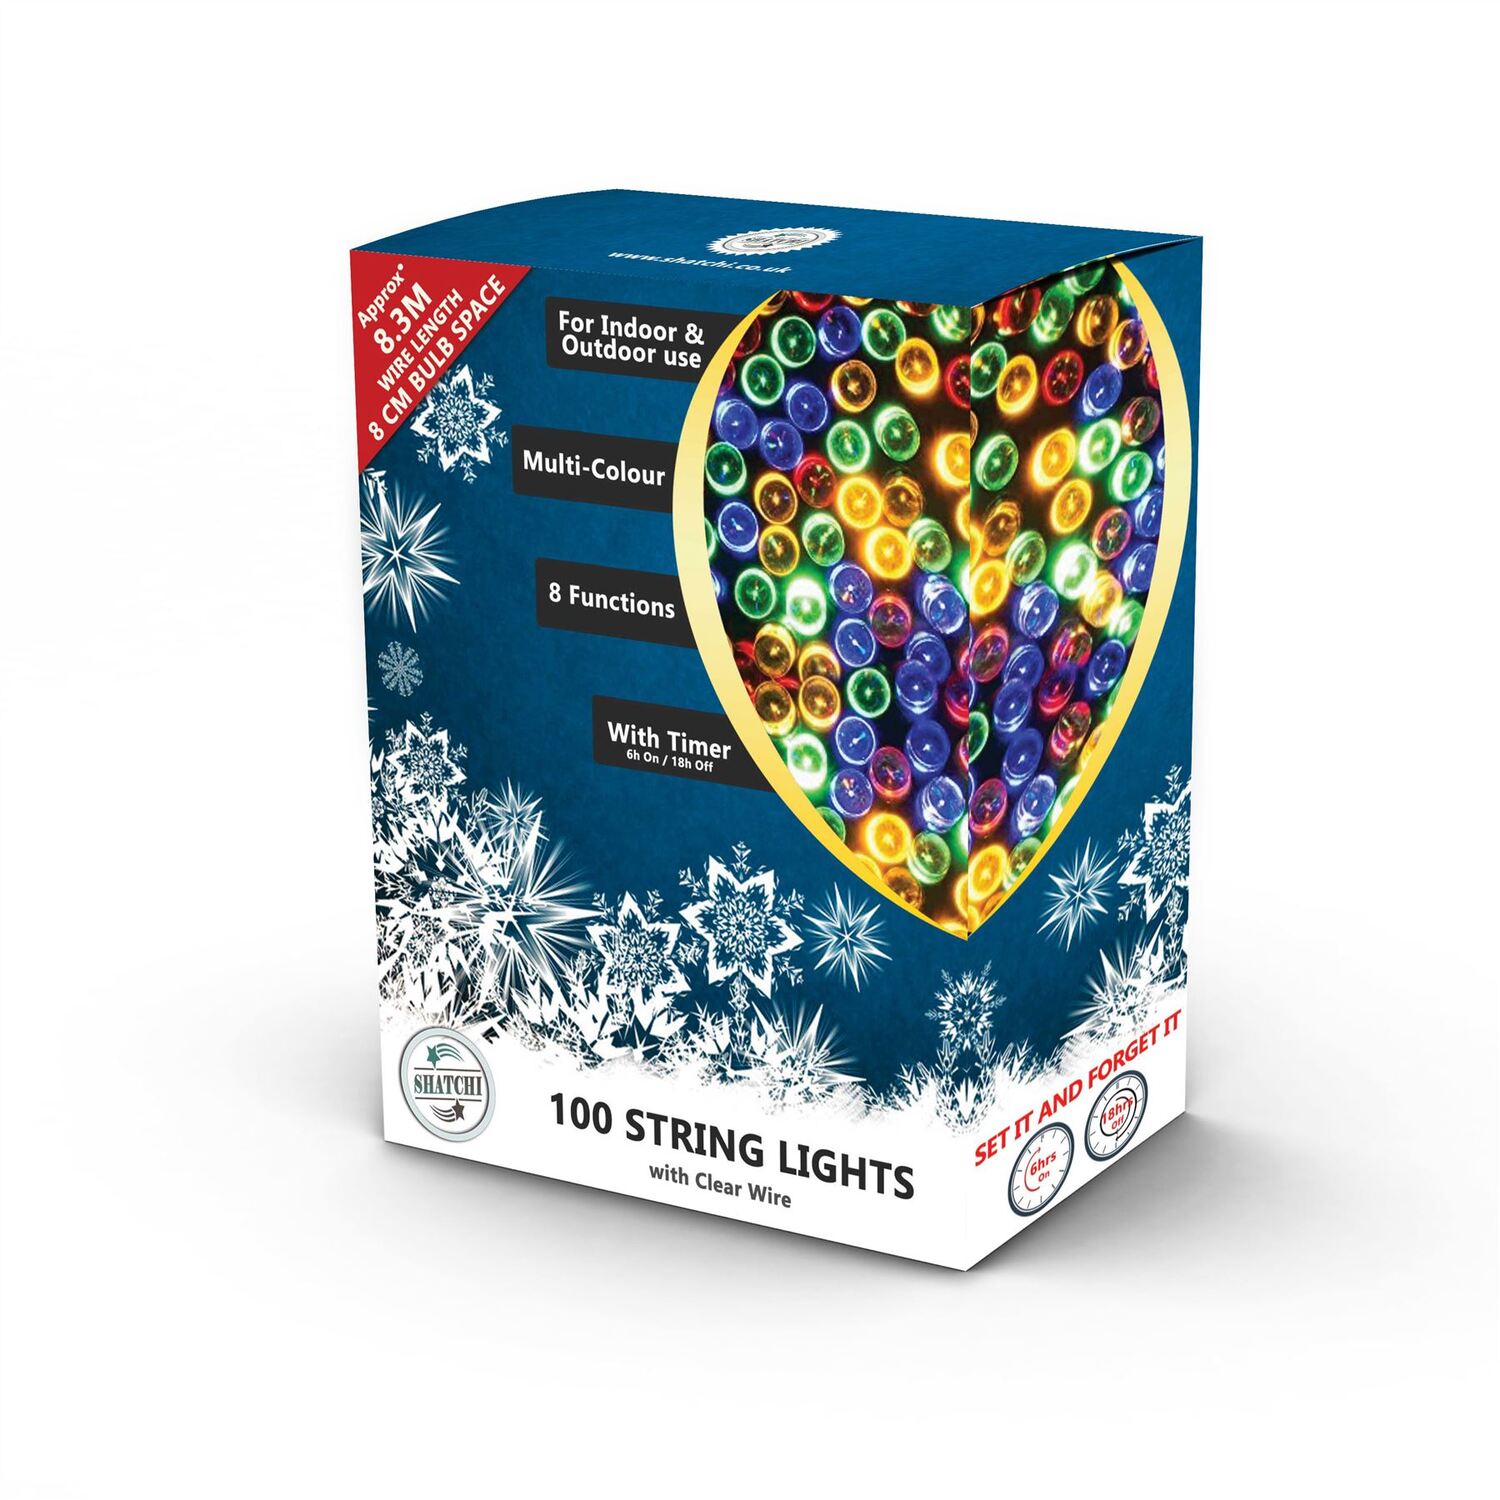 www.shatchi.co.uk
SHATCHI
Approx*
8.3M
WIRE LENGTH
8 CM BULB SPACE
For Indoor &
Outdoor use
Multi-Colour
8 Functions
With Timer
6h On / 18h Off
SHATCHI
100 STRING LIGHTS
with Clear Wire
SET IT AND FORGET IT
6hrs
On
18hrs
Off